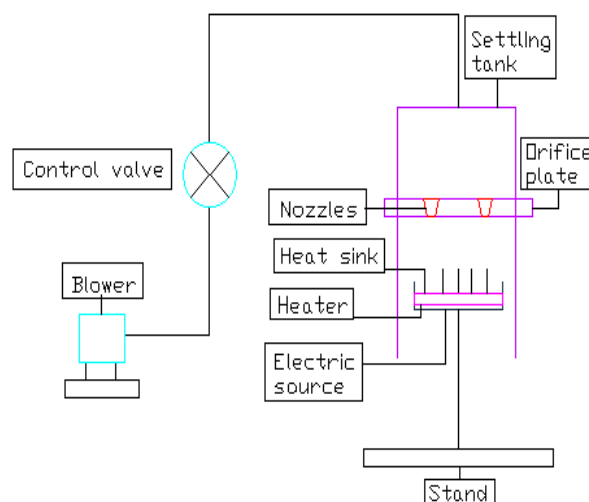 Settling
tank
Control valve
Orifice
plate
Nozzles
Heat sink
Blower
Heater
Electric
source
Stand